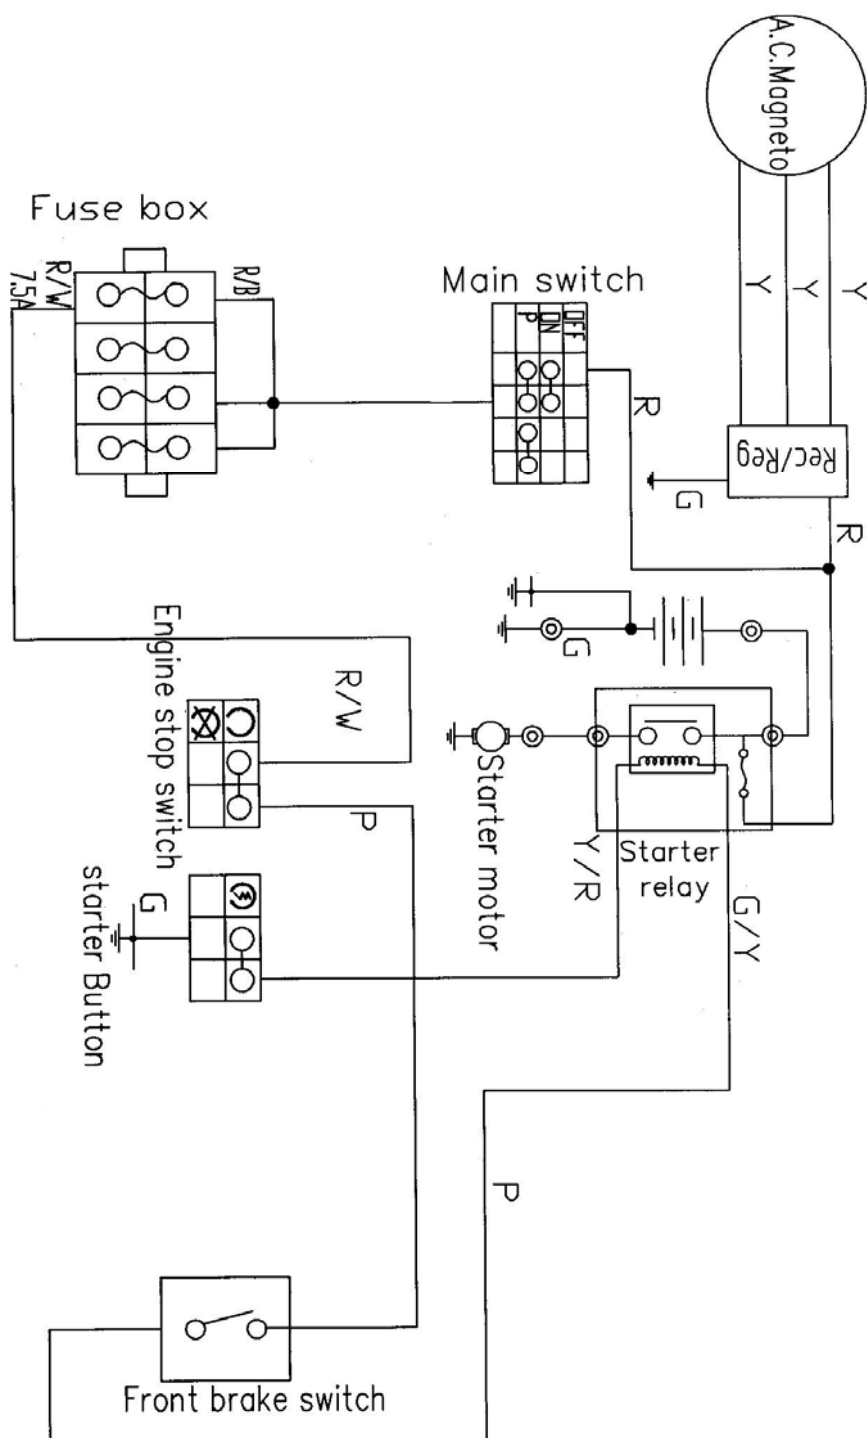 A.C.Magneto
Fuse box
R/W
7.5A
R/B
Main switch
OFF
ON
P
Y
Y
Y
R
Rec/Reg
G
R
G
Engine stop switch
R/W
P
Starter motor
Starter
relay
Y/R
G/Y
G
starter Button
P
Front brake switch